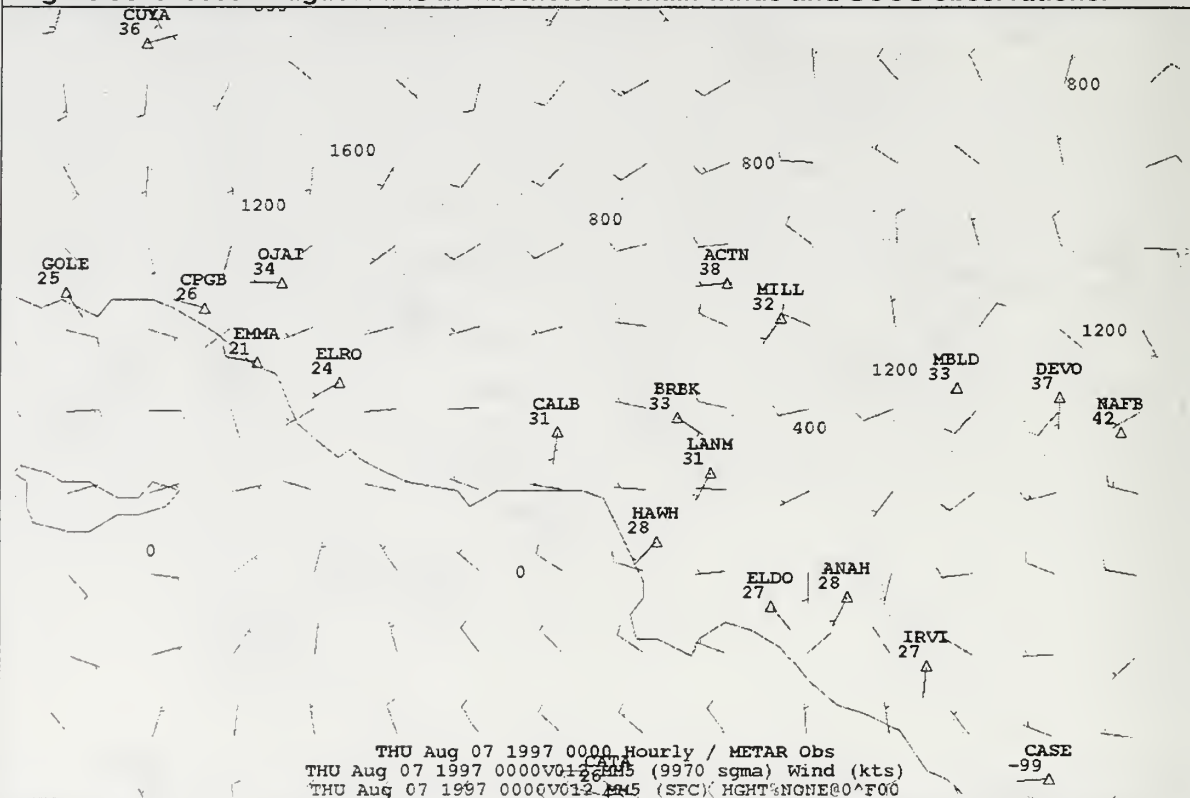 CUYA
36
800
1600
800
1200
800
OJAI
34
ACTN
38
GOLE
25
CPGB
26
MILL
32
EMMA
21
1200
ELRO
24
1200
MBLD
33
DEVO
37
BRBK
33
CALB
31
NAFB
42
400
LANM
31
HAWH
28
0
0
ELDO
27
ANAH
28
IRVI
27
THU Aug 07 1997 0000 Hourly / METAR Obs
CATA
26
CASE
-99
THU Aug 07 1997 0000V012 MM5 (9970 sgma) Wind (kts)
THU Aug 07 1997 0000V012 MM5 (SFC) HGHT%NONE@0^F00